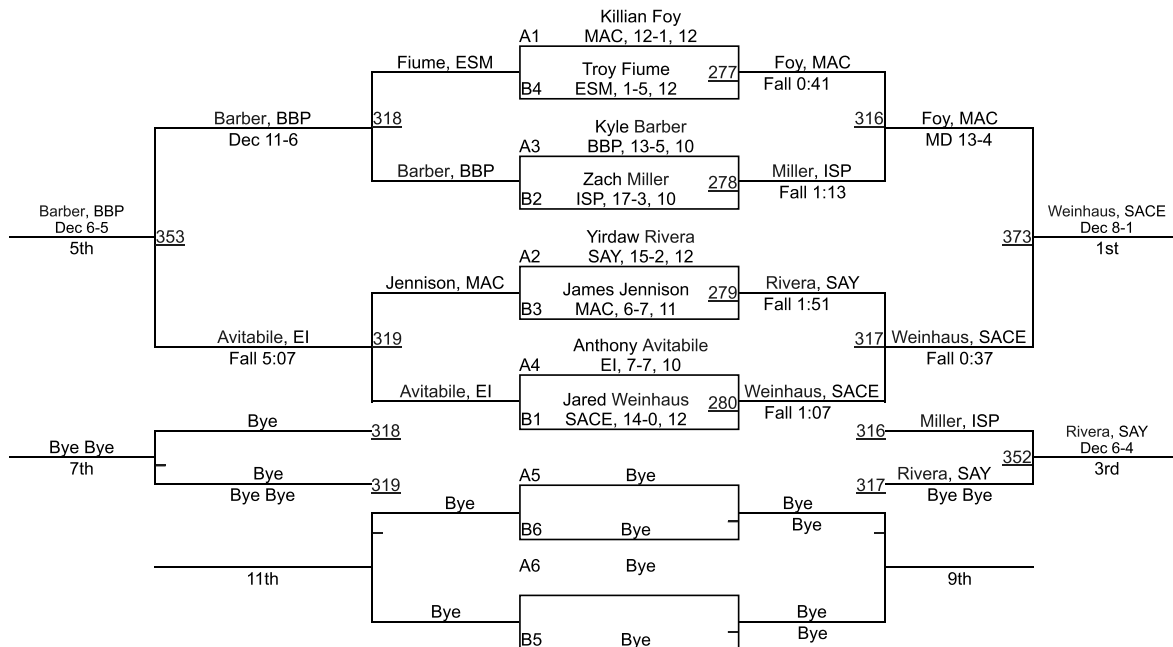 Killian Foy
A1 MAC, 12-1, 12
Fiume, ESM
Troy Fiume
277
Foy, MAC
B4 ESM, 1-5, 12
Fall 0:41
Barber, BBP
318
316
Foy, MAC
Dec 11-6
Kyle Barber
MD 13-4
A3 BBP, 13-5, 10
Barber, BBP
Zach Miller
278
Miller, ISP
B2 ISP, 17-3, 10
Fall 1:13
Barber, BBP
Dec 6-5
353
5th
Weinhaus, SACE
Dec 8-1
373
1st
Yirdaw Rivera
A2 SAY, 15-2, 12
Jennison, MAC
James Jennison
279
Rivera, SAY
B3 MAC, 6-7, 11
Fall 1:51
Avitabile, EI
319
317
Weinhaus, SACE
Fall 5:07
Anthony Avitabile
Fall 0:37
A4 EI, 7-7, 10
Avitabile, EI
Jared Weinhaus
280
Weinhaus, SACE
B1 SACE, 14-0, 12
Fall 1:07
Bye
318
316
Miller, ISP
Bye Bye
7th
Rivera, SAY
Dec 6-4
352
3rd
Bye
319
317
Rivera, SAY
Bye Bye
Bye Bye
A5 Bye
Bye
Bye
B6 Bye
Bye
A6 Bye
11th
9th
Bye
Bye
B5 Bye
Bye